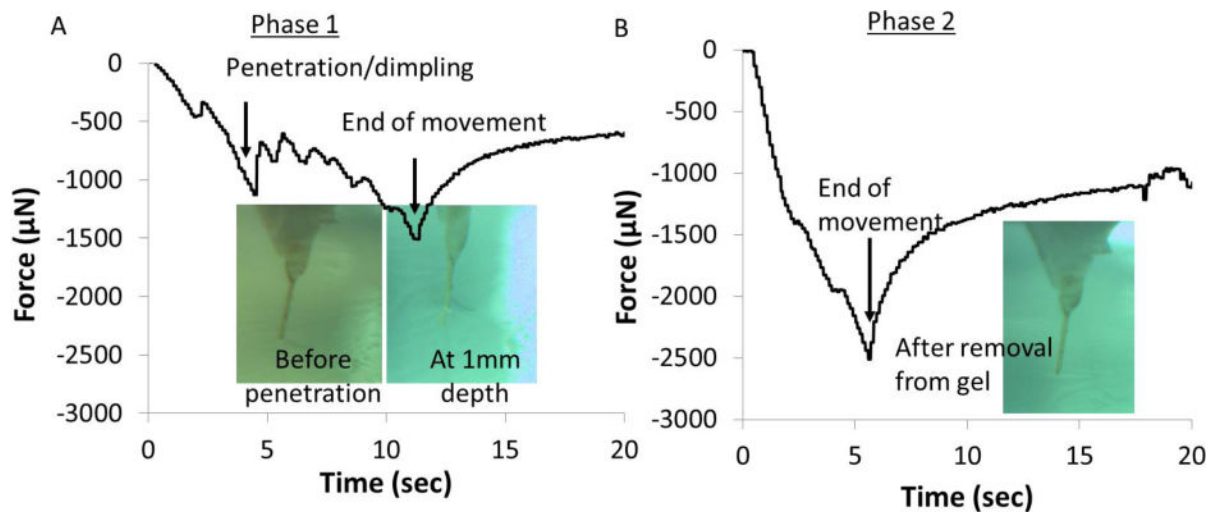 A
Phase 1
Penetration/dimpling
End of movement
0
-500
-1000
-1500
-2000
-2500
-3000
Force (µN)
Before
penetration
At 1mm
depth
0
5
10
15
20
Time (sec)
B
Phase 2
0
-500
-1000
-1500
-2000
-2500
-3000
Force (µN)
End of
movement
After removal
from gel
0
5
10
15
20
Time (sec)